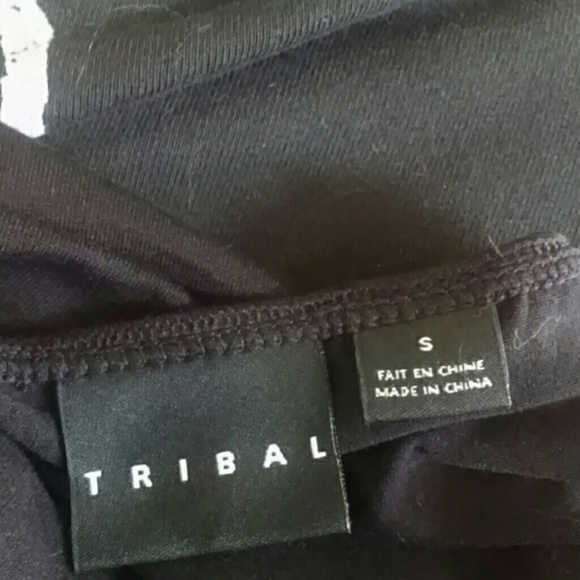 TRIBAL
S
FAIT EN CHINE
MADE IN CHINA